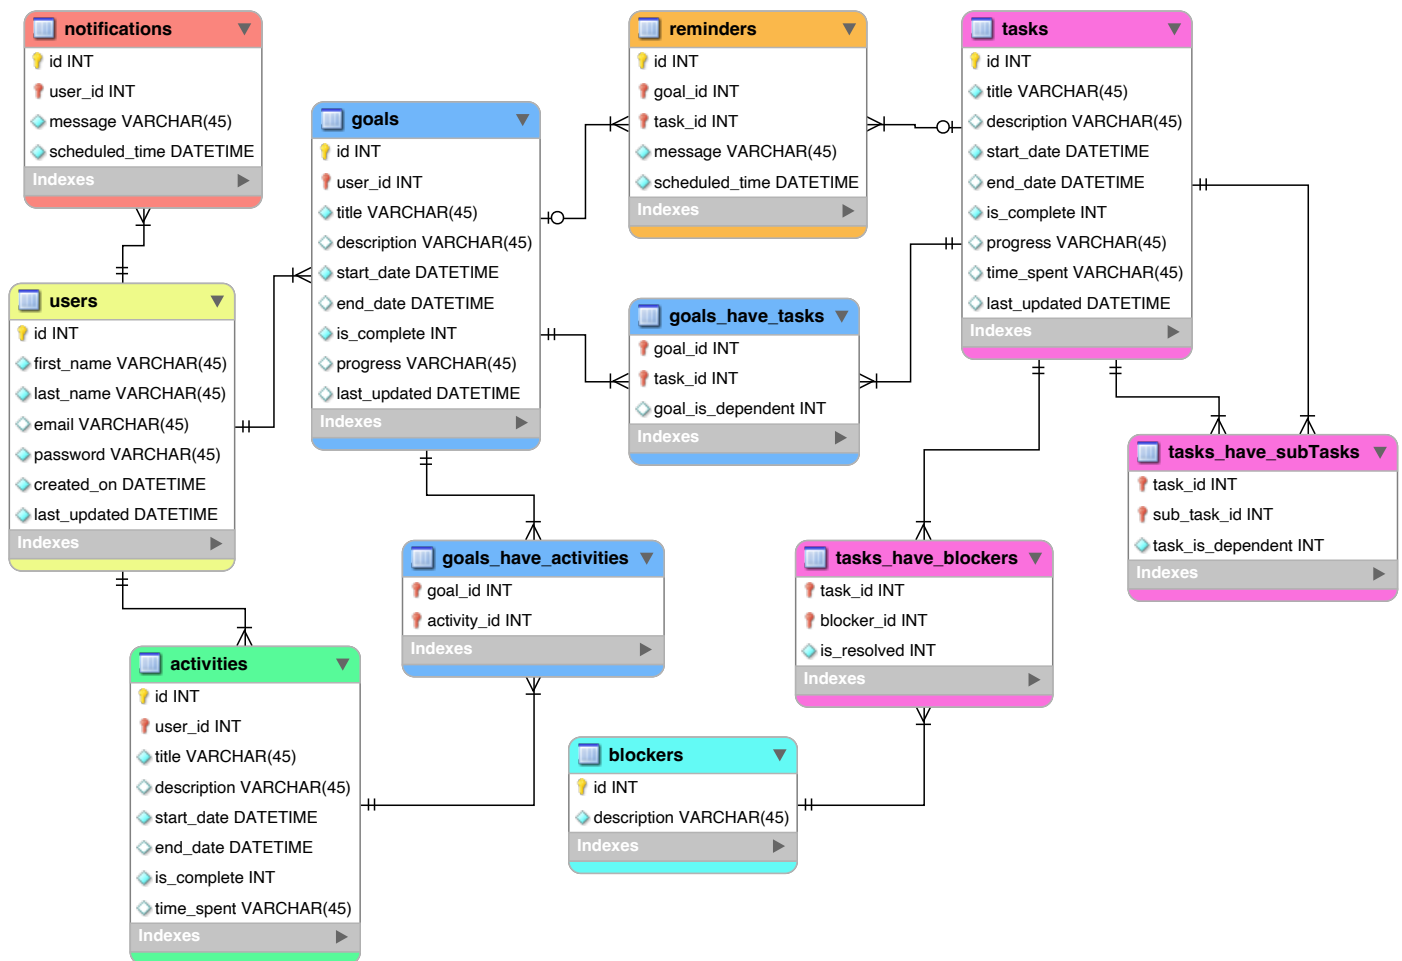 notifications
id INT
user_id INT
message VARCHAR(45)
scheduled_time DATETIME
Indexes
reminders
id INT
goal_id INT
task_id INT
message VARCHAR(45)
scheduled_time DATETIME
Indexes
tasks
id INT
title VARCHAR(45)
description VARCHAR(45)
start_date DATETIME
end_date DATETIME
is_complete INT
progress VARCHAR(45)
time_spent VARCHAR(45)
last_updated DATETIME
Indexes
goals
id INT
user_id INT
title VARCHAR(45)
description VARCHAR(45)
start_date DATETIME
end_date DATETIME
is_complete INT
progress VARCHAR(45)
last_updated DATETIME
Indexes
users
id INT
first_name VARCHAR(45)
last_name VARCHAR(45)
email VARCHAR(45)
password VARCHAR(45)
created_on DATETIME
last_updated DATETIME
Indexes
goals_have_tasks
goal_id INT
task_id INT
goal_is_dependent INT
Indexes
tasks_have_subTasks
task_id INT
sub_task_id INT
task_is_dependent INT
Indexes
goals_have_activities
goal_id INT
activity_id INT
Indexes
tasks_have_blockers
task_id INT
blocker_id INT
is_resolved INT
Indexes
activities
id INT
user_id INT
title VARCHAR(45)
description VARCHAR(45)
start_date DATETIME
end_date DATETIME
is_complete INT
time_spent VARCHAR(45)
Indexes
blockers
id INT
description VARCHAR(45)
Indexes